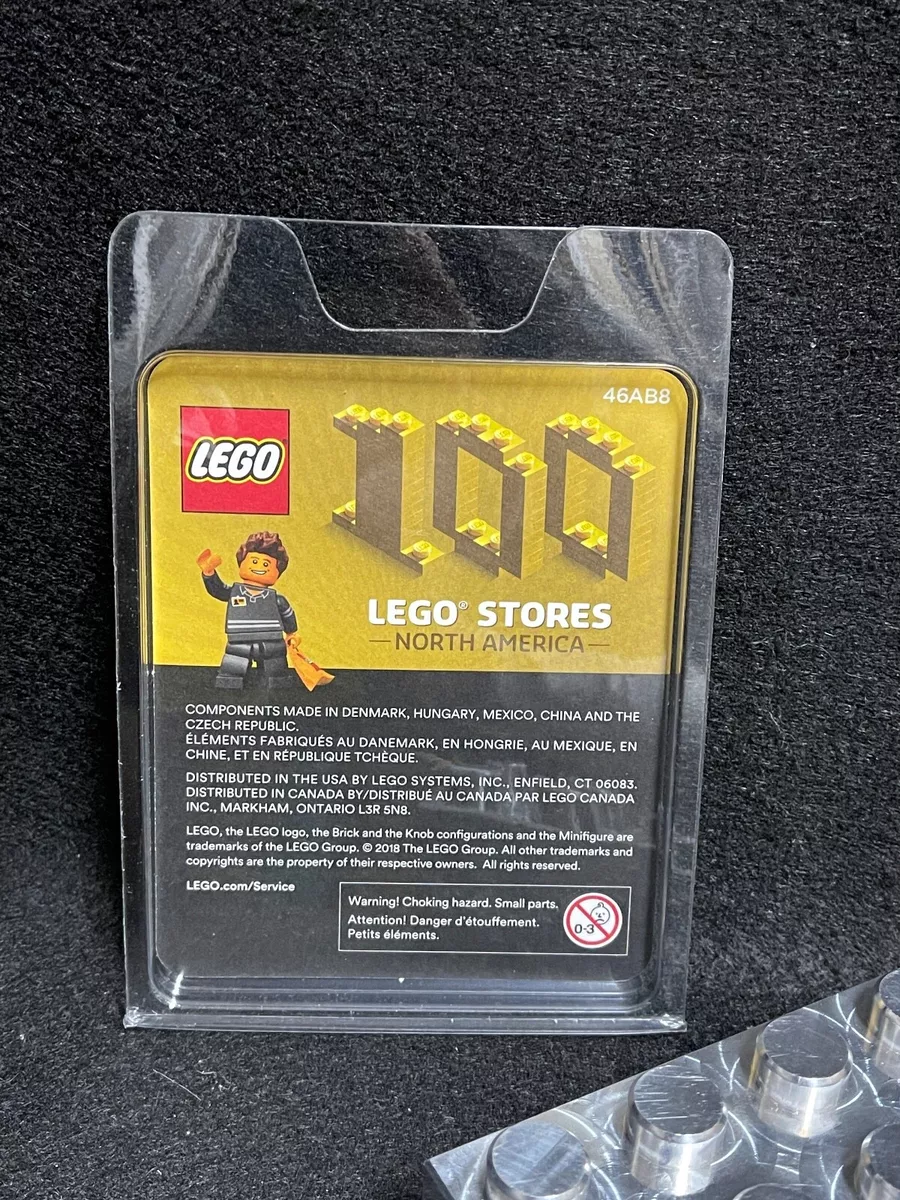 46AB8
LEGO
100
LEGO® STORES
NORTH AMERICA
COMPONENTS MADE IN DENMARK, HUNGARY, MEXICO, CHINA AND THE
CZECH REPUBLIC.
ÉLÉMENTS FABRIQUÉS AU DANEMARK, EN HONGRIE, AU MEXIQUE, EN
CHINE, ET EN RÉPUBLIQUE TCHÈQUE.
DISTRIBUTED IN THE USA BY LEGO SYSTEMS, INC., ENFIELD, CT 06083.
DISTRIBUTED IN CANADA BY/DISTRIBUÉ AU CANADA PAR LEGO CANADA
INC., MARKHAM, ONTARIO L3R 5N8.
LEGO, the LEGO logo, the Brick and the Knob configurations and the Minifigure are
trademarks of the LEGO Group. © 2018 The LEGO Group. All other trademarks and
copyrights are the property of their respective owners. All rights reserved.
LEGO.com/Service
Warning! Choking hazard. Small parts.
Attention! Danger d'étouffement.
Petits éléments.
0-3